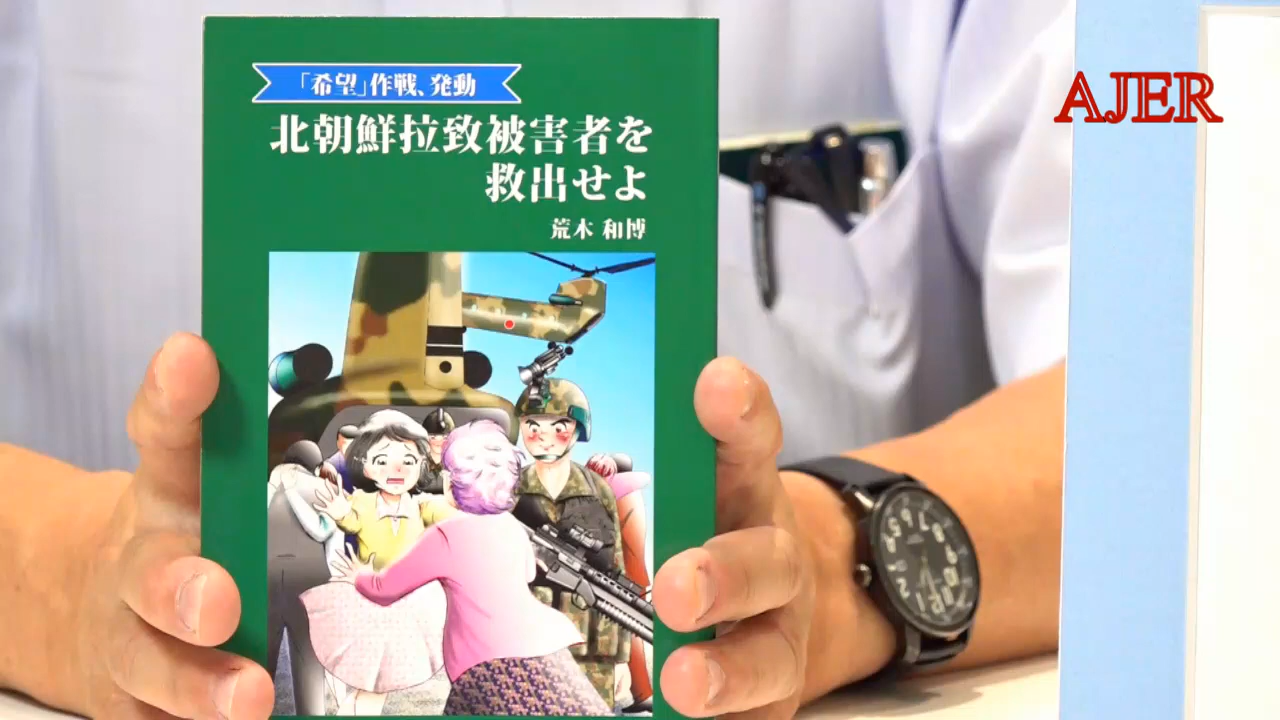 「希望」作戦、発動
北朝鮮拉致被害者を
救出せよ
荒木 和博
AJER